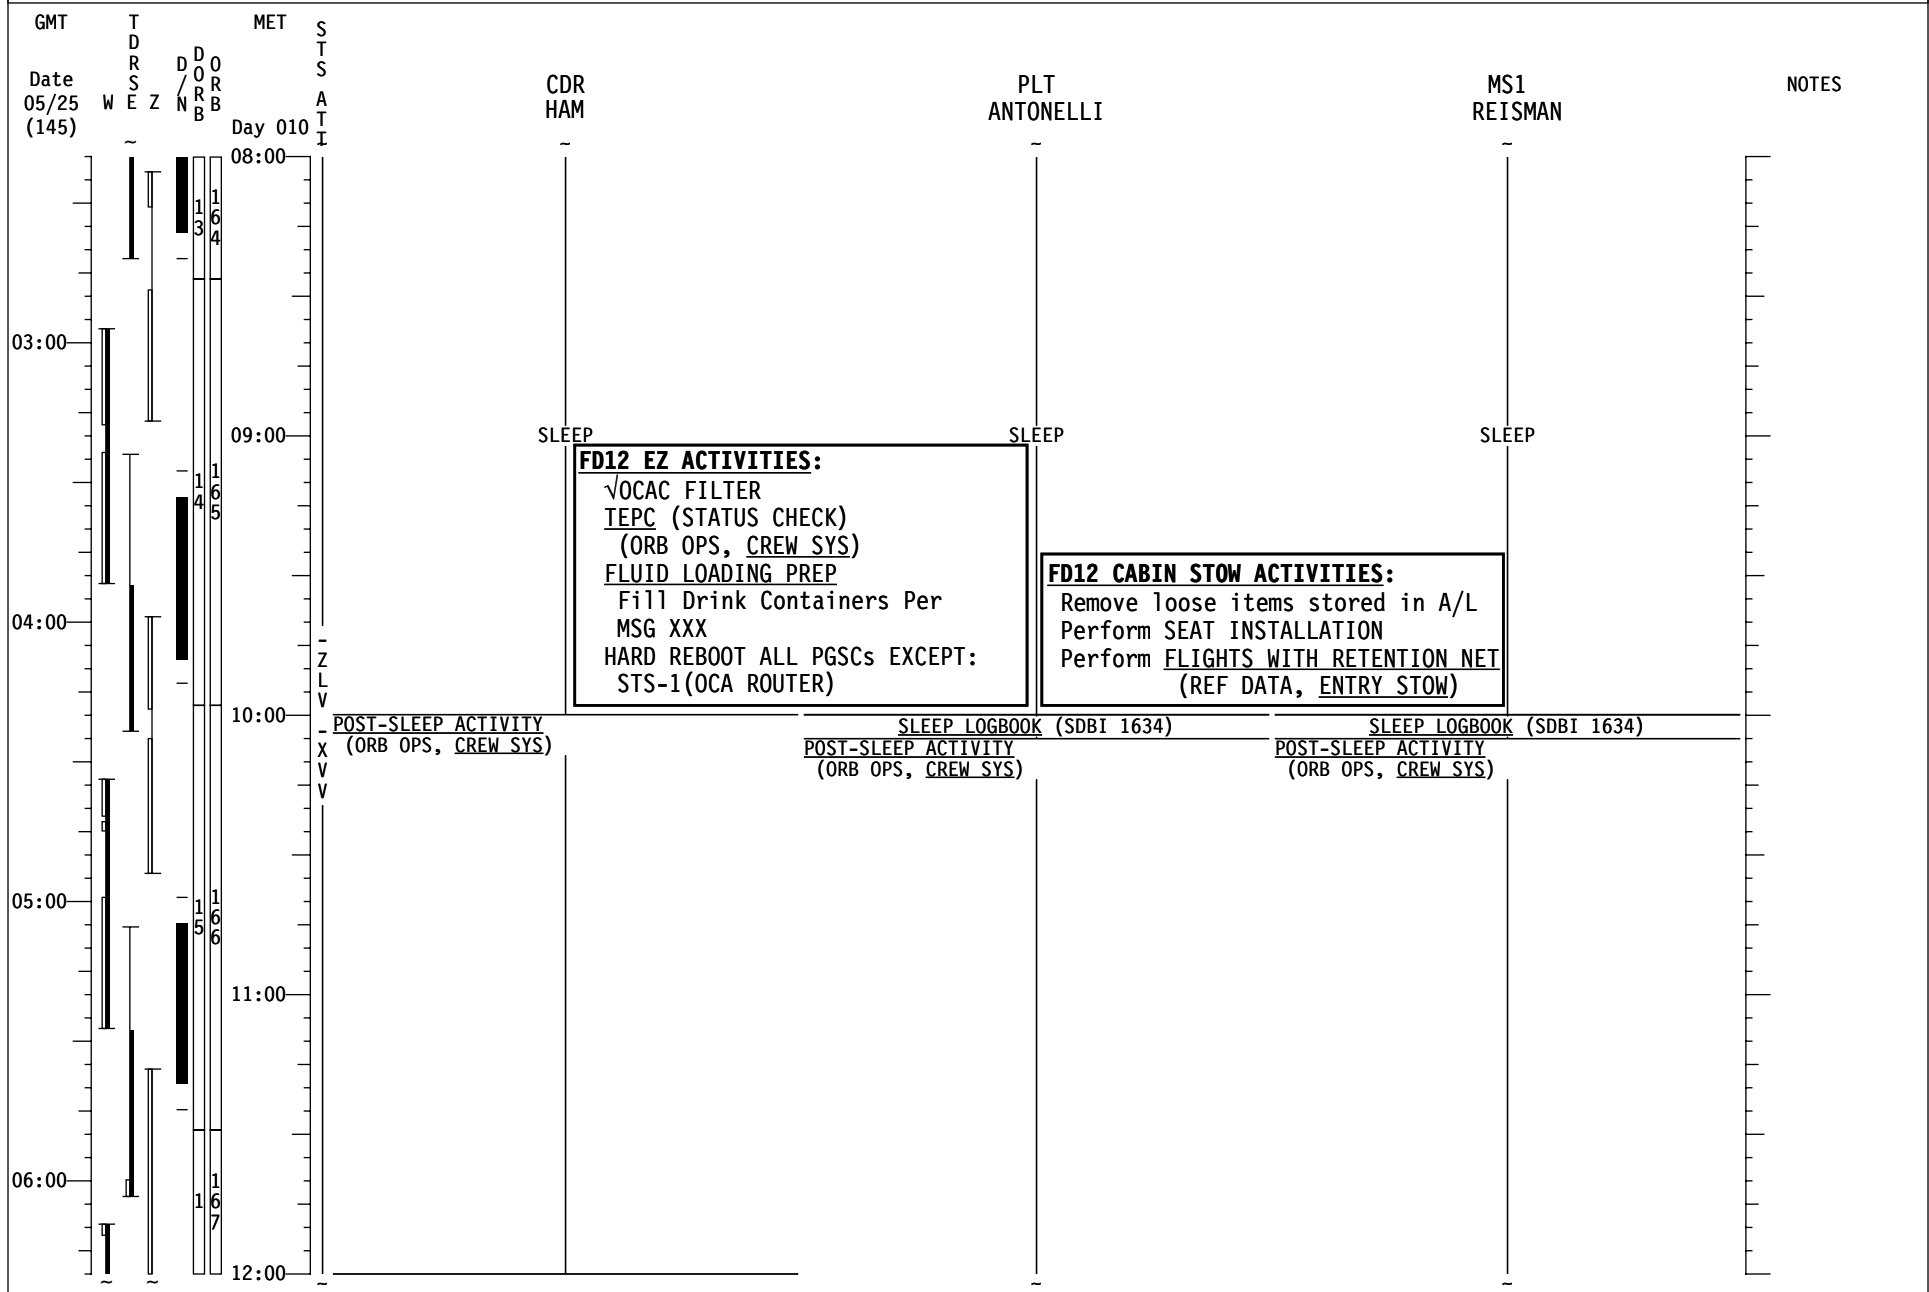 GMT
TDRS
MET
STS ATT
Date
05/25
(145)
W E Z
D/N
DORB
ORB
Day 010
CDR
HAM
PLT
ANTONELLI
MS1
REISMAN
NOTES
~
~
~
~
08:00
13
164
03:00
09:00
SLEEP
SLEEP
SLEEP
14
165
FD12 EZ ACTIVITIES:
√OCAC FILTER
TEPC (STATUS CHECK)
(ORB OPS, CREW SYS)
FLUID LOADING PREP
Fill Drink Containers Per
MSG XXX
HARD REBOOT ALL PGSCs EXCEPT:
STS-1(OCA ROUTER)
FD12 CABIN STOW ACTIVITIES:
Remove loose items stored in A/L
Perform SEAT INSTALLATION
Perform FLIGHTS WITH RETENTION NET
(REF DATA, ENTRY STOW)
04:00
-ZLV
-XVV
10:00
POST-SLEEP ACTIVITY
(ORB OPS, CREW SYS)
SLEEP LOGBOOK (SDBI 1634)
POST-SLEEP ACTIVITY
(ORB OPS, CREW SYS)
SLEEP LOGBOOK (SDBI 1634)
POST-SLEEP ACTIVITY
(ORB OPS, CREW SYS)
05:00
15
166
11:00
06:00
1
167
12:00
~
~
~
~
~